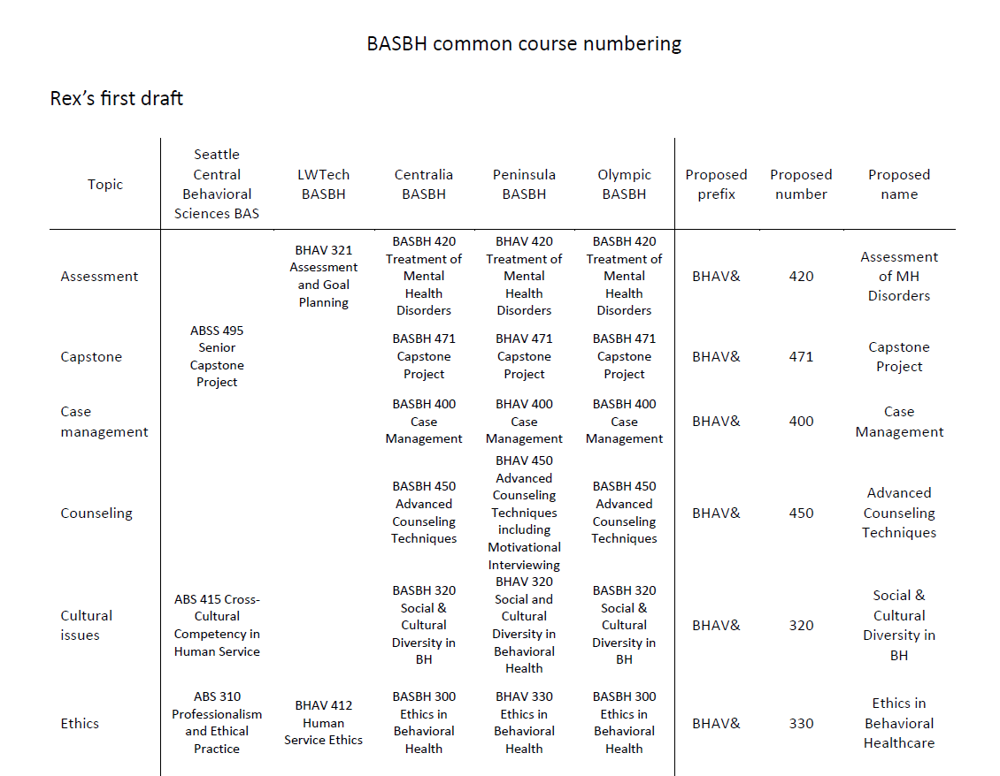 BASBH common course numbering
Rex's first draft
Topic
Seattle
Central
Behavioral
Sciences BAS
LWTech
BASBH
Centralia
BASBH
Peninsula
BASBH
Olympic
BASBH
Proposed
prefix
Proposed
number
Proposed
name
Assessment
BHAV 321
Assessment
and Goal
Planning
BASBH 420
Treatment of
Mental
Health
Disorders
BHAV 420
Treatment of
Mental
Health
Disorders
BASBH 420
Treatment of
Mental
Health
Disorders
BHAV&
420
Assessment
of MH
Disorders
Capstone
ABSS 495
Senior
Capstone
Project
BASBH 471
Capstone
Project
BHAV 471
Capstone
Project
BASBH 471
Capstone
Project
BHAV&
471
Capstone
Project
Case
management
BASBH 400
Case
Management
BHAV 400
Case
Management
BASBH 400
Case
Management
BHAV&
400
Case
Management
Counseling
BASBH 450
Advanced
Counseling
Techniques
BHAV 450
Advanced
Counseling
Techniques
including
Motivational
Interviewing
BASBH 450
Advanced
Counseling
Techniques
BHAV&
450
Advanced
Counseling
Techniques
Cultural
issues
ABS 415 Cross-
Cultural
Competency in
Human Service
BASBH 320
Social &
Cultural
Diversity in
BH
BHAV 320
Social and
Cultural
Diversity in
Behavioral
Health
BASBH 320
Social &
Cultural
Diversity in
BH
BHAV&
320
Social &
Cultural
Diversity in
BH
Ethics
ABS 310
Professionalism
and Ethical
Practice
BHAV 412
Human
Service Ethics
BASBH 300
Ethics in
Behavioral
Health
BHAV 330
Ethics in
Behavioral
Health
BASBH 300
Ethics in
Behavioral
Health
BHAV&
330
Ethics in
Behavioral
Healthcare